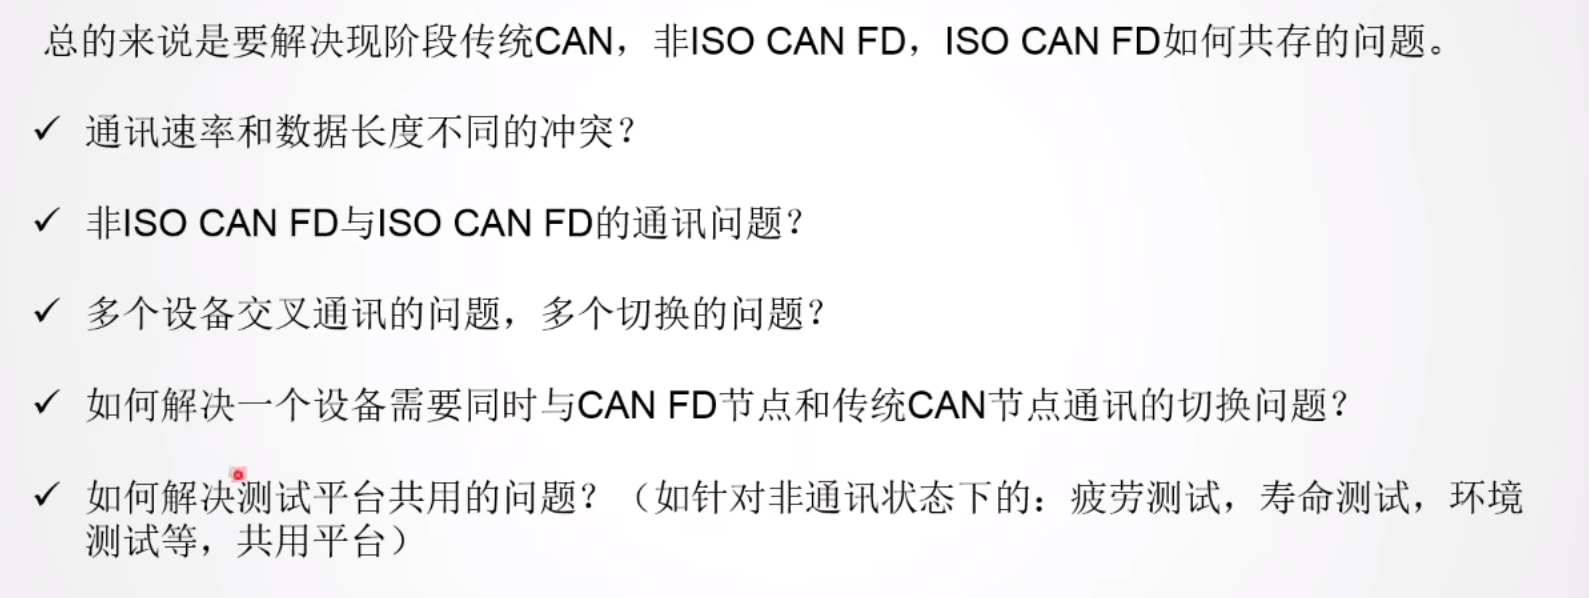 总的来说是要解决现阶段传统CAN，非ISO CAN FD，ISO CAN FD如何共存的问题。
✓ 通讯速率和数据长度不同的冲突？
✓ 非ISO CAN FD与ISO CAN FD的通讯问题？
✓ 多个设备交叉通讯的问题，多个切换的问题？
✓ 如何解决一个设备需要同时与CAN FD节点和传统CAN节点通讯的切换问题？
✓ 如何解决测试平台共用的问题？（如针对非通讯状态下的：疲劳测试，寿命测试，环境
测试等，共用平台）